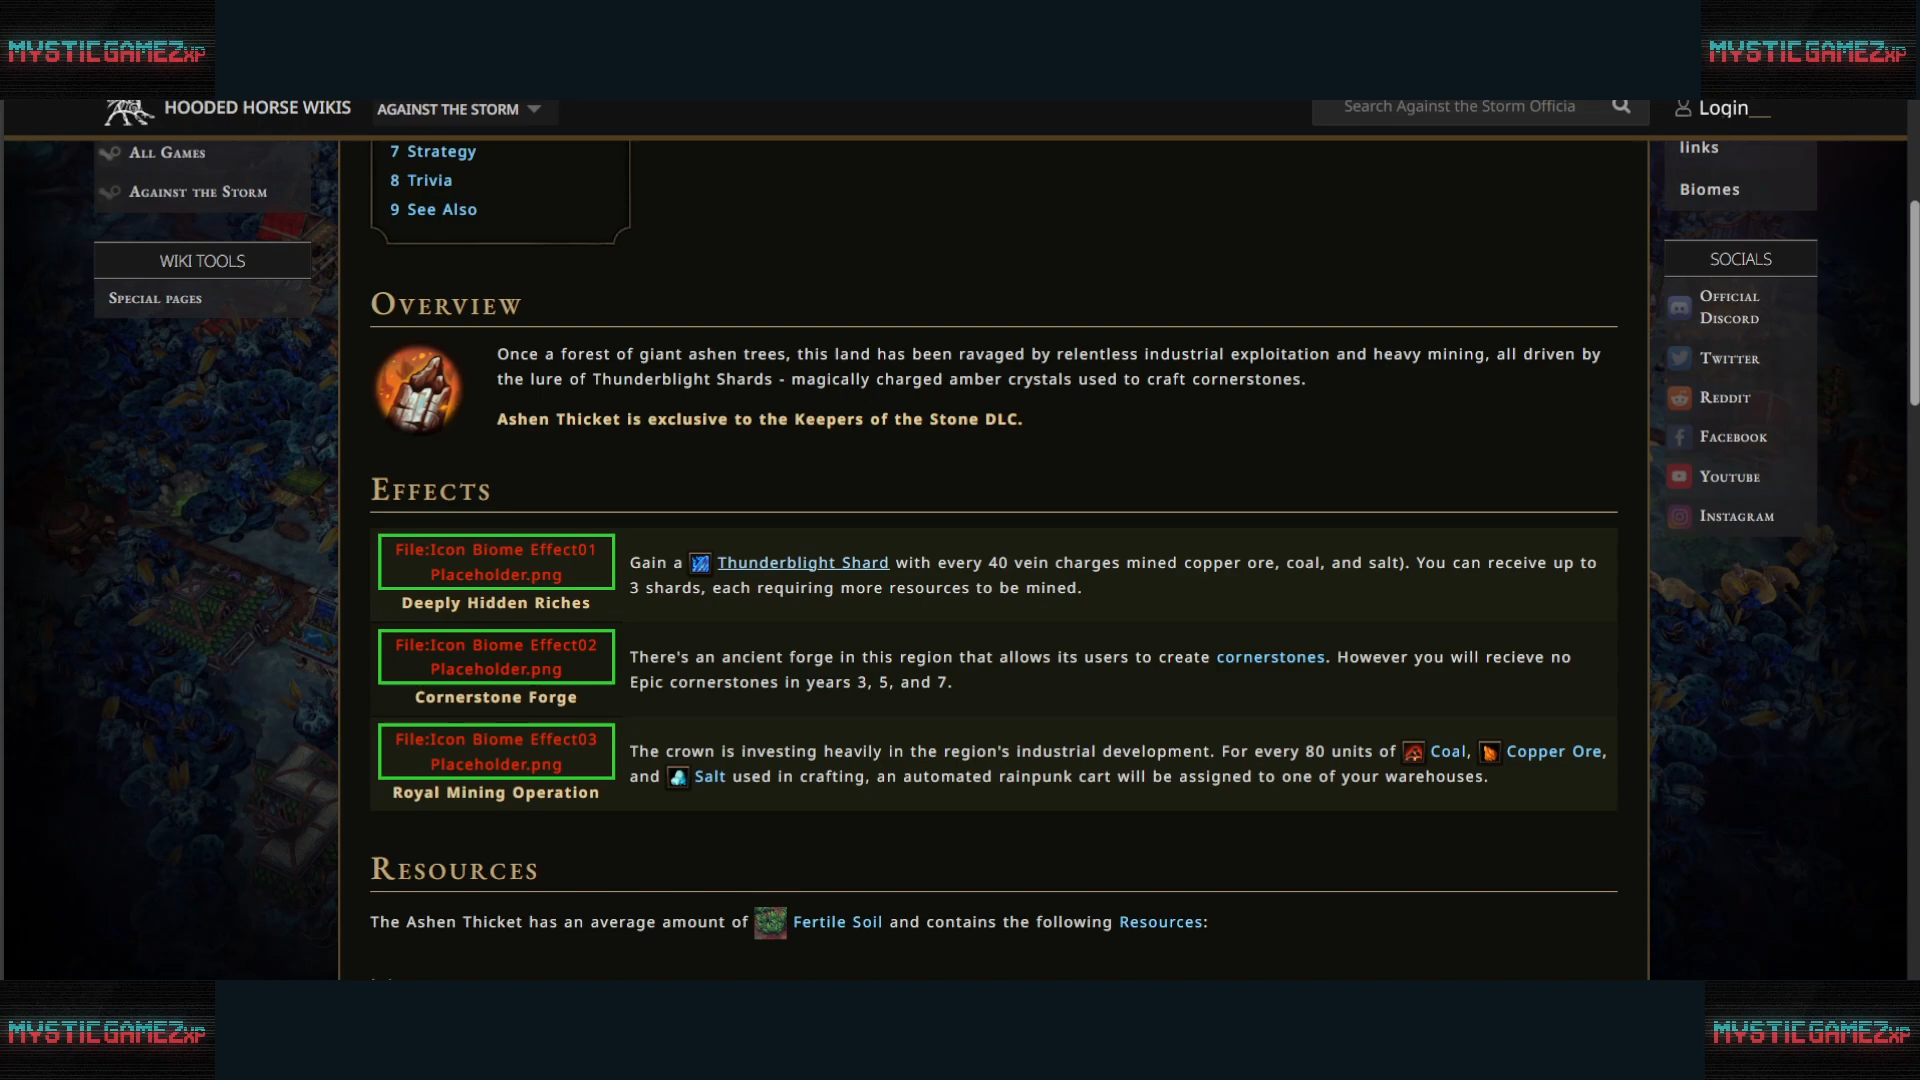 MYSTICGAMEZXP
MYSTICGAMEZXP
HOODED HORSE WIKIS
AGAINST THE STORM
Search Against the Storm Officia
Login
ALL GAMES
AGAINST THE STORM
WIKI TOOLS
SPECIAL PAGES
7 Strategy
8 Trivia
9 See Also
links
Biomes
SOCIALS
OFFICIAL
DISCORD
TWITTER
REDDIT
FACEBOOK
YOUTUBE
INSTAGRAM
OVERVIEW
Once a forest of giant ashen trees, this land has been ravaged by relentless industrial exploitation and heavy mining, all driven by
the lure of Thunderblight Shards - magically charged amber crystals used to craft cornerstones.
Ashen Thicket is exclusive to the Keepers of the Stone DLC.
EFFECTS
File:Icon Biome Effect01
Placeholder.png
Deeply Hidden Riches
Gain a Thunderblight Shard with every 40 vein charges mined copper ore, coal, and salt). You can receive up to
3 shards, each requiring more resources to be mined.
File:Icon Biome Effect02
Placeholder.png
Cornerstone Forge
There's an ancient forge in this region that allows its users to create cornerstones. However you will recieve no
Epic cornerstones in years 3, 5, and 7.
File:Icon Biome Effect03
Placeholder.png
Royal Mining Operation
The crown is investing heavily in the region's industrial development. For every 80 units of Coal, Copper Ore,
and Salt used in crafting, an automated rainpunk cart will be assigned to one of your warehouses.
RESOURCES
The Ashen Thicket has an average amount of Fertile Soil and contains the following Resources:
MYSTICGAMEZXP
MYSTICGAMEZXP